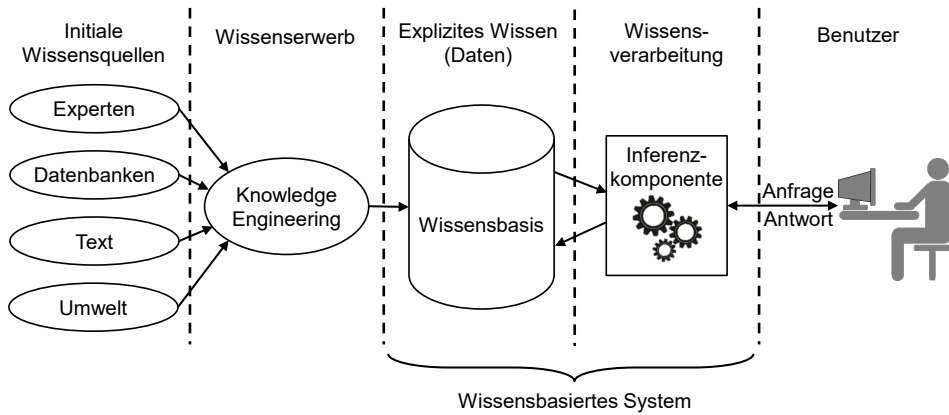 Initiale
Wissensquellen
Wissenserwerb
Explizites Wissen
(Daten)
Wissens-
verarbeitung
Benutzer
Experten
Datenbanken
Text
Umwelt
Knowledge
Engineering
Wissensbasis
Inferenz-
komponente
Anfrage
Antwort
Wissensbasiertes System